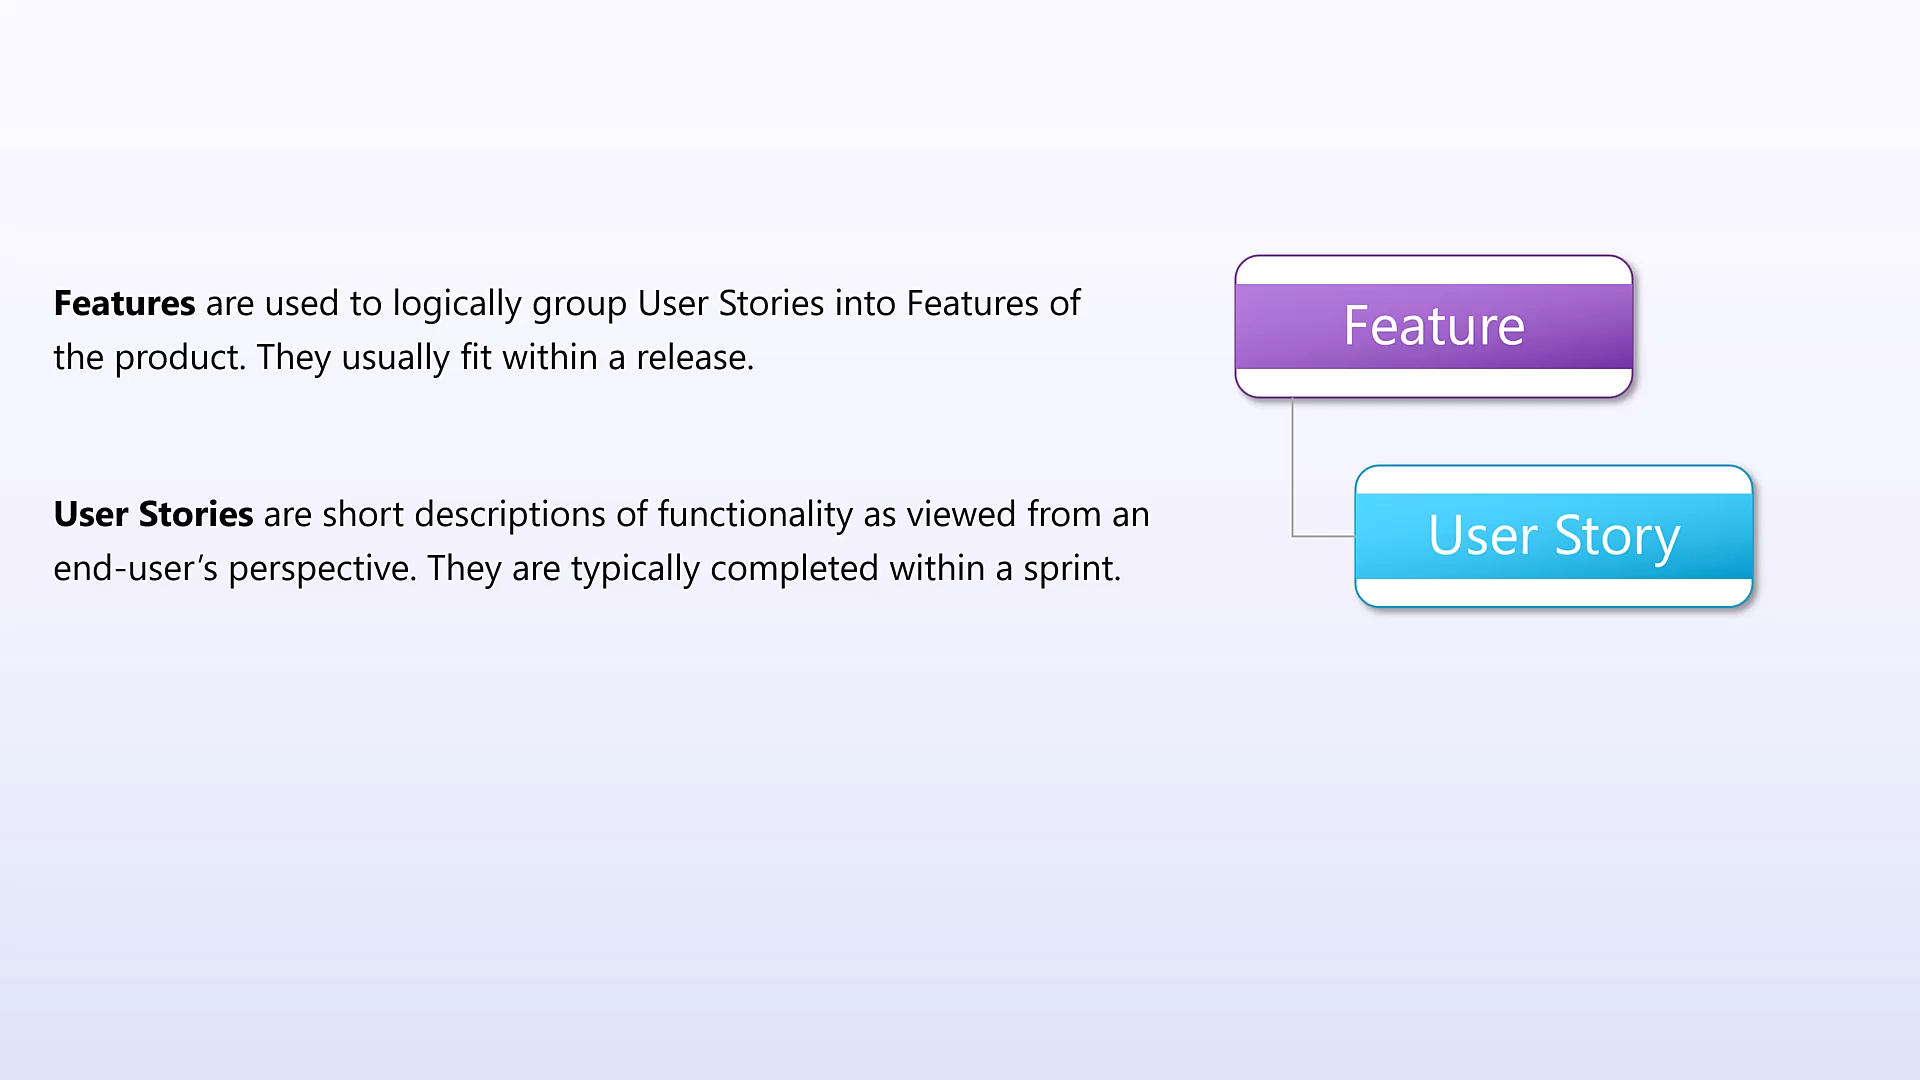 Features are used to logically group User Stories into Features of
the product. They usually fit within a release.
Feature
User Stories are short descriptions of functionality as viewed from an
end-user’s perspective. They are typically completed within a sprint.
User Story